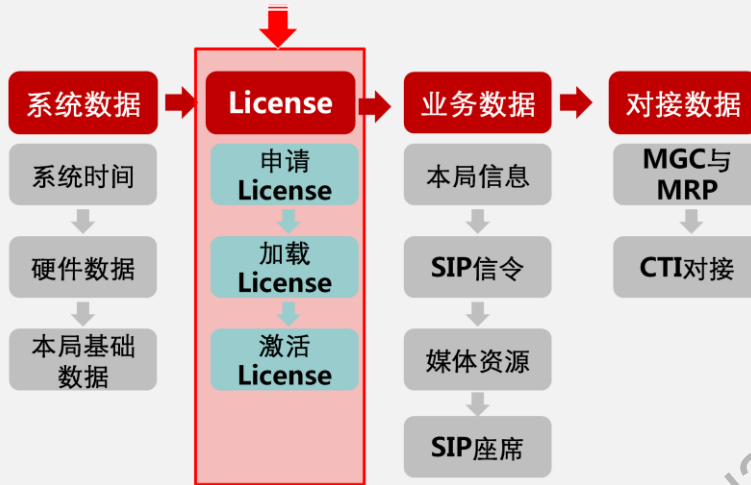 系统数据
License
业务数据
对接数据
系统时间
硬件数据
本局基础
数据
申请
License
加载
License
激活
License
本局信息
SIP信令
媒体资源
SIP座席
MGC与
MRP
CTI对接